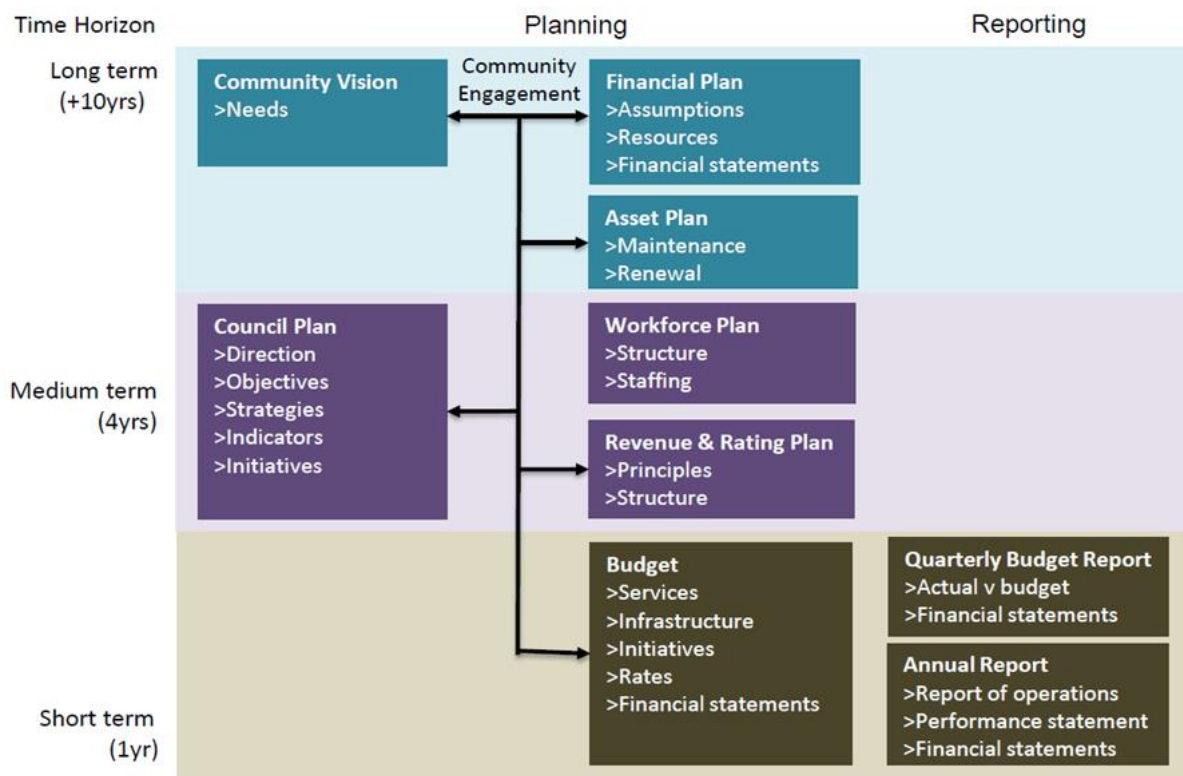 Time Horizon
Planning
Reporting
Long term
(+10yrs)
Community Vision
>Needs
Community
Engagement
Financial Plan
>Assumptions
>Resources
>Financial statements
Asset Plan
>Maintenance
>Renewal
Medium term
(4yrs)
Council Plan
>Direction
>Objectives
>Strategies
>Indicators
>Initiatives
Workforce Plan
>Structure
>Staffing
Revenue & Rating Plan
>Principles
>Structure
Short term
(1yr)
Budget
>Services
>Infrastructure
>Initiatives
>Rates
>Financial statements
Quarterly Budget Report
>Actual v budget
>Financial statements
Annual Report
>Report of operations
>Performance statement
>Financial statements